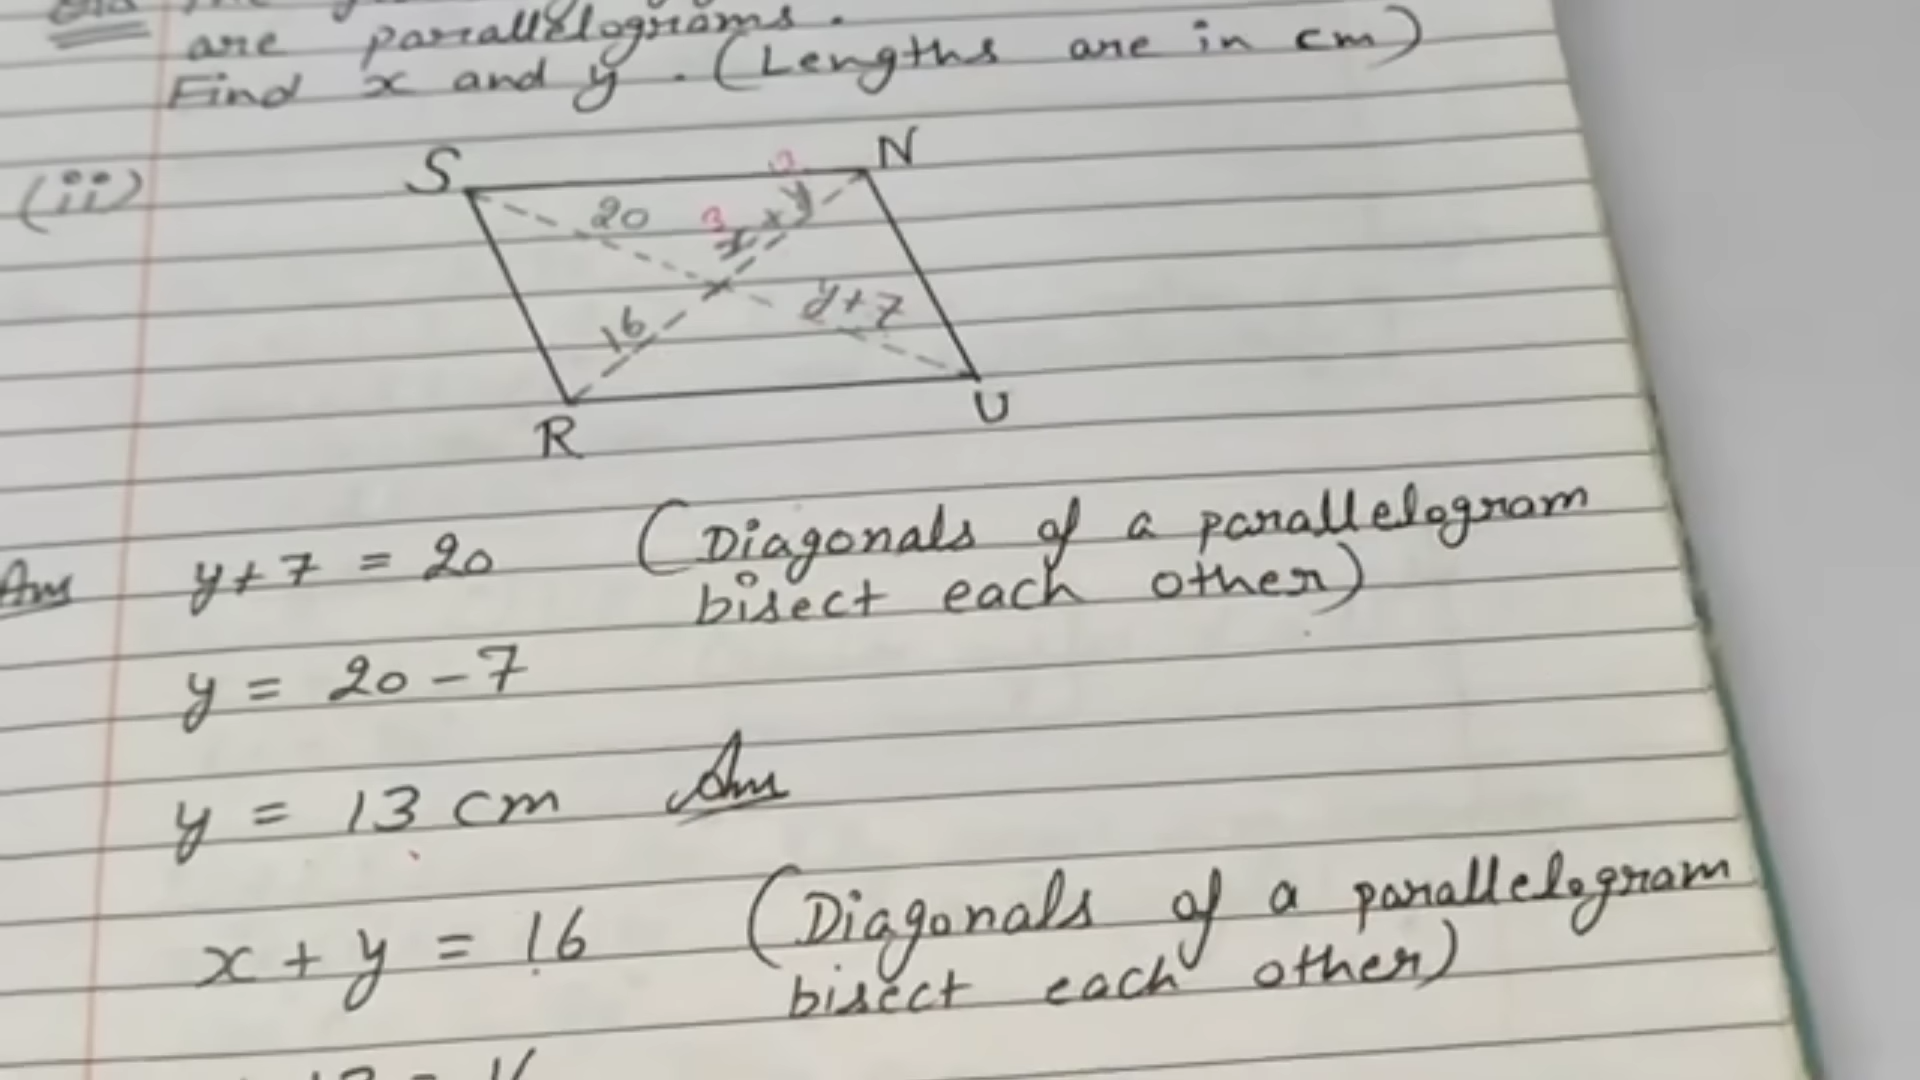 are parallelograms.
Find x and y. (Lengths are in cm)
(ii)
S
N
20
x+y
16
y+7
R
U
Ans y+7 = 20 (Diagonals of a parallelogram
bisect each other)
y = 20-7
y = 13 cm Ans
x + y = 16 (Diagonals of a parallelogram
bisect each other)